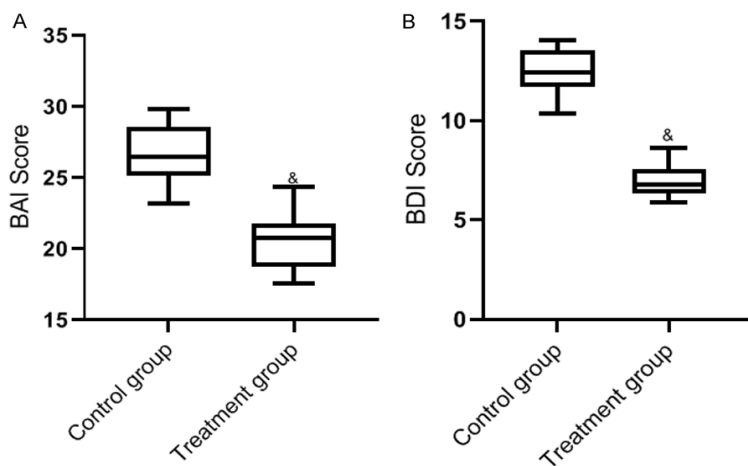 A
BAI Score
35
30
25
20
15
&
Control group
Treatment group
B
BDI Score
15
10
5
0
&
Control group
Treatment group